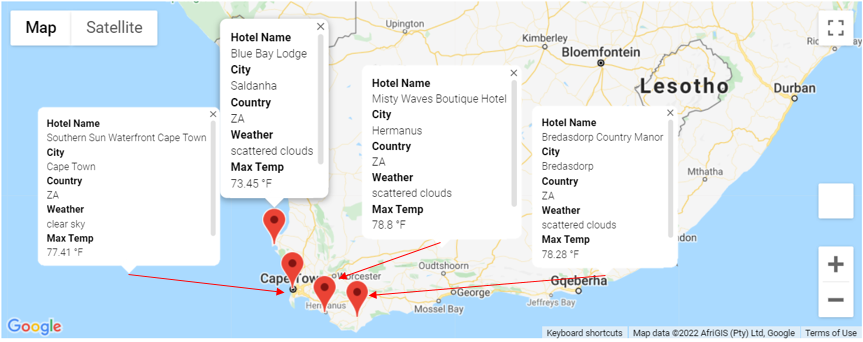 Map Satellite
Hotel Name
Blue Bay Lodge
City
Saldanha
Country
ZA
Weather
scattered clouds
Max Temp
73.45 °F
Hotel Name
Misty Waves Boutique Hotel
City
Hermanus
Country
ZA
Weather
scattered clouds
Max Temp
78.8 °F
Hotel Name
Southern Sun Waterfront Cape Town
City
Cape Town
Country
ZA
Weather
clear sky
Max Temp
77.41 °F
Hotel Name
Bredasdorp Country Manor
City
Bredasdorp
Country
ZA
Weather
scattered clouds
Max Temp
78.28 °F
Upington
Kimberley
Bloemfontein
Lesotho
Durban
Mthatha
Worcester
Hermanus
Oudtshoorn
George
Mossel Bay
Gqeberha
Jeffreys Bay
Google
Keyboard shortcuts
Map data ©2022 AfriGIS (Pty) Ltd, Google
Terms of Use